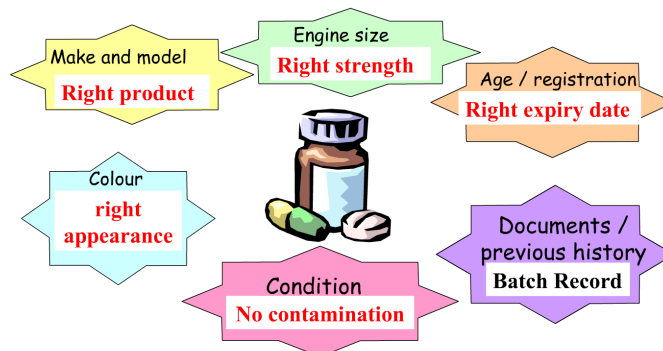 Make and model
Right product
Engine size
Right strength
Age / registration
Right expiry date
Colour
right
appearance
Condition
No contamination
Documents /
previous history
Batch Record